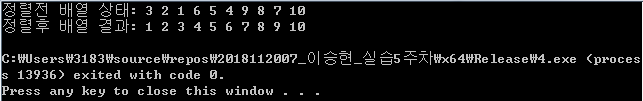 정렬전 배열 상태: 3 2 1 6 5 4 9 8 7 10
정렬후 배열 결과: 1 2 3 4 5 6 7 8 9 10
C:₩Users₩3183₩source₩repos₩2018112007_이승현_실습5주차₩x64₩Release₩4.exe (proces
s 13936) exited with code 0.
Press any key to close this window . . .